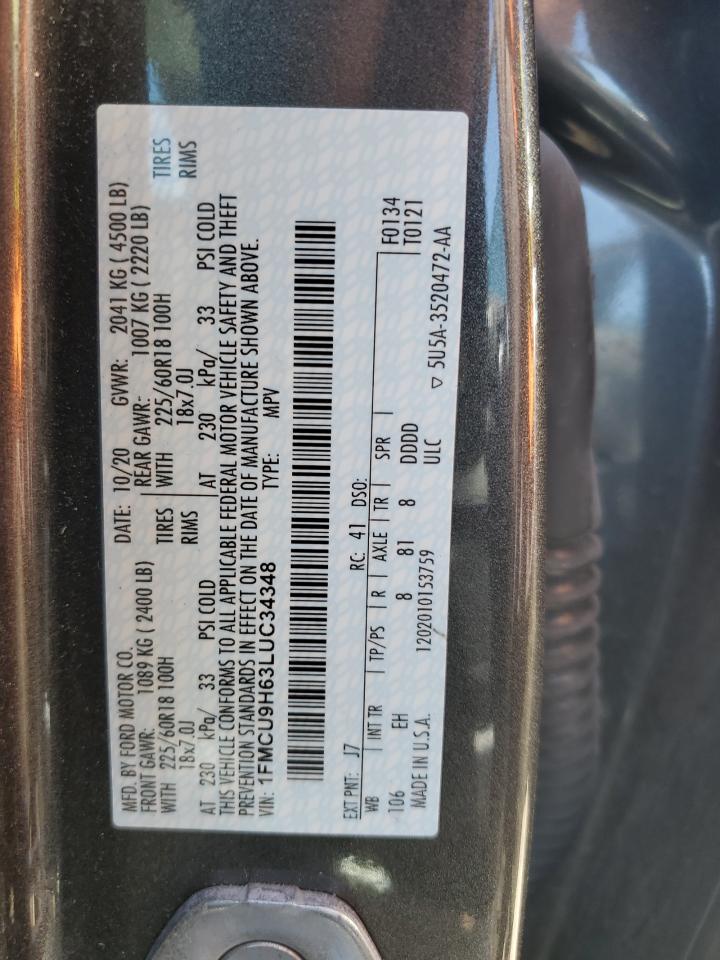 MFD. BY FORD MOTOR CO. DATE: 10/20 GVWR: 2041 KG ( 4500 LB)
FRONT GAWR: 1089 KG ( 2400 LB) REAR GAWR- 1007 KG ( 2220 LB)
WITH 225/60R18 100H TIRES WITH 225/60R18 100H TIRES
18x7.0J RIMS 18x7.0J RIMS
AT 230 kPa/ 33 PSI COLD AT 230 kPa/ 33 PSI COLD
THIS VEHICLE CONFORMS TO ALL APPLICABLE FEDERAL MOTOR VEHICLE SAFETY AND THEFT
PREVENTION STANDARDS IN EFFECT ON THE DATE OF MANUFACTURE SHOWN ABOVE.
VIN: 1FMCU9H63LUC34348 TYPE: MPV
EXT PNT: J7 RC: 41 DSO: F0134
WB | INT TR | TP/PS | R | AXLE | TR | SPR | T0121
106 EH 8 81 8 DDDD
MADE IN U.S.A. 1202010153759 ULC ▽ 5U5A-3520472-AA